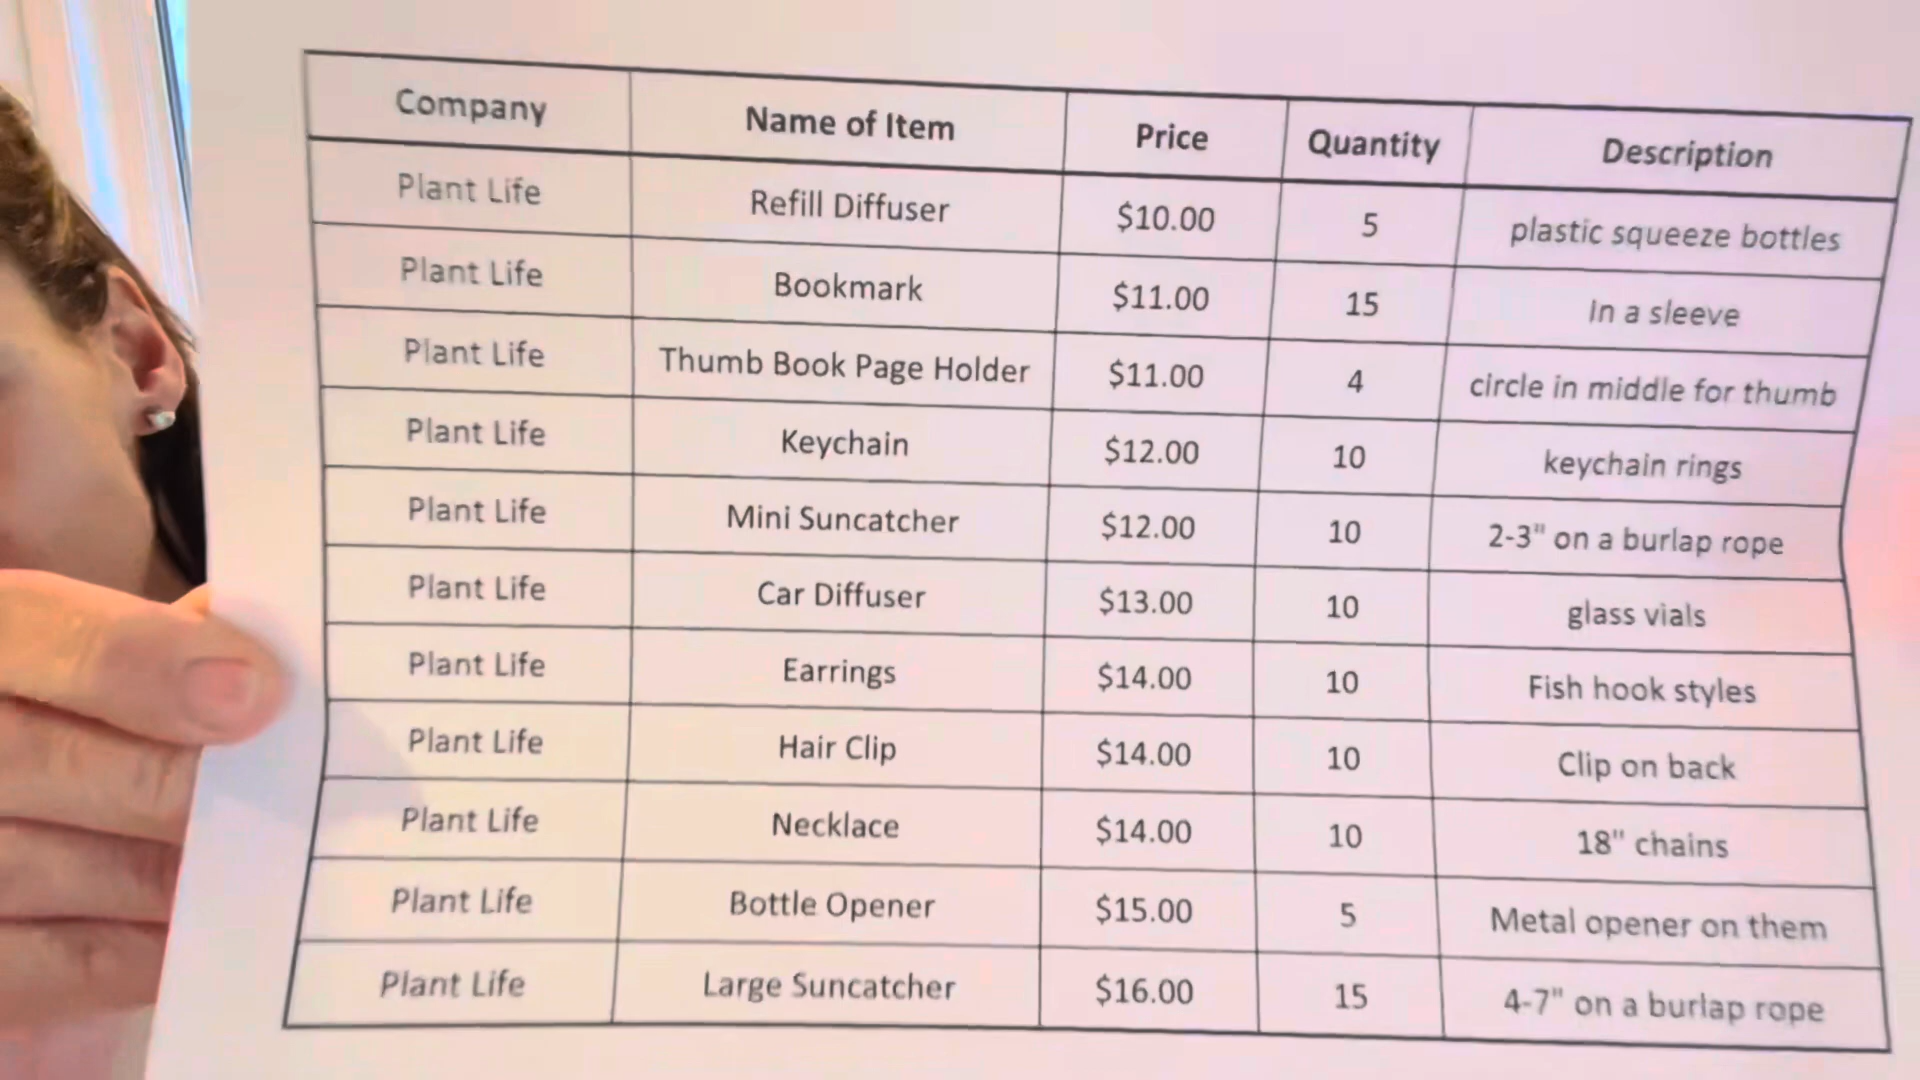 Company Name of Item Price Quantity Description
Plant Life Refill Diffuser $10.00 5 plastic squeeze bottles
Plant Life Bookmark $11.00 15 In a sleeve
Plant Life Thumb Book Page Holder $11.00 4 circle in middle for thumb
Plant Life Keychain $12.00 10 keychain rings
Plant Life Mini Suncatcher $12.00 10 2-3" on a burlap rope
Plant Life Car Diffuser $13.00 10 glass vials
Plant Life Earrings $14.00 10 Fish hook styles
Plant Life Hair Clip $14.00 10 Clip on back
Plant Life Necklace $14.00 10 18" chains
Plant Life Bottle Opener $15.00 5 Metal opener on them
Plant Life Large Suncatcher $16.00 15 4-7" on a burlap rope